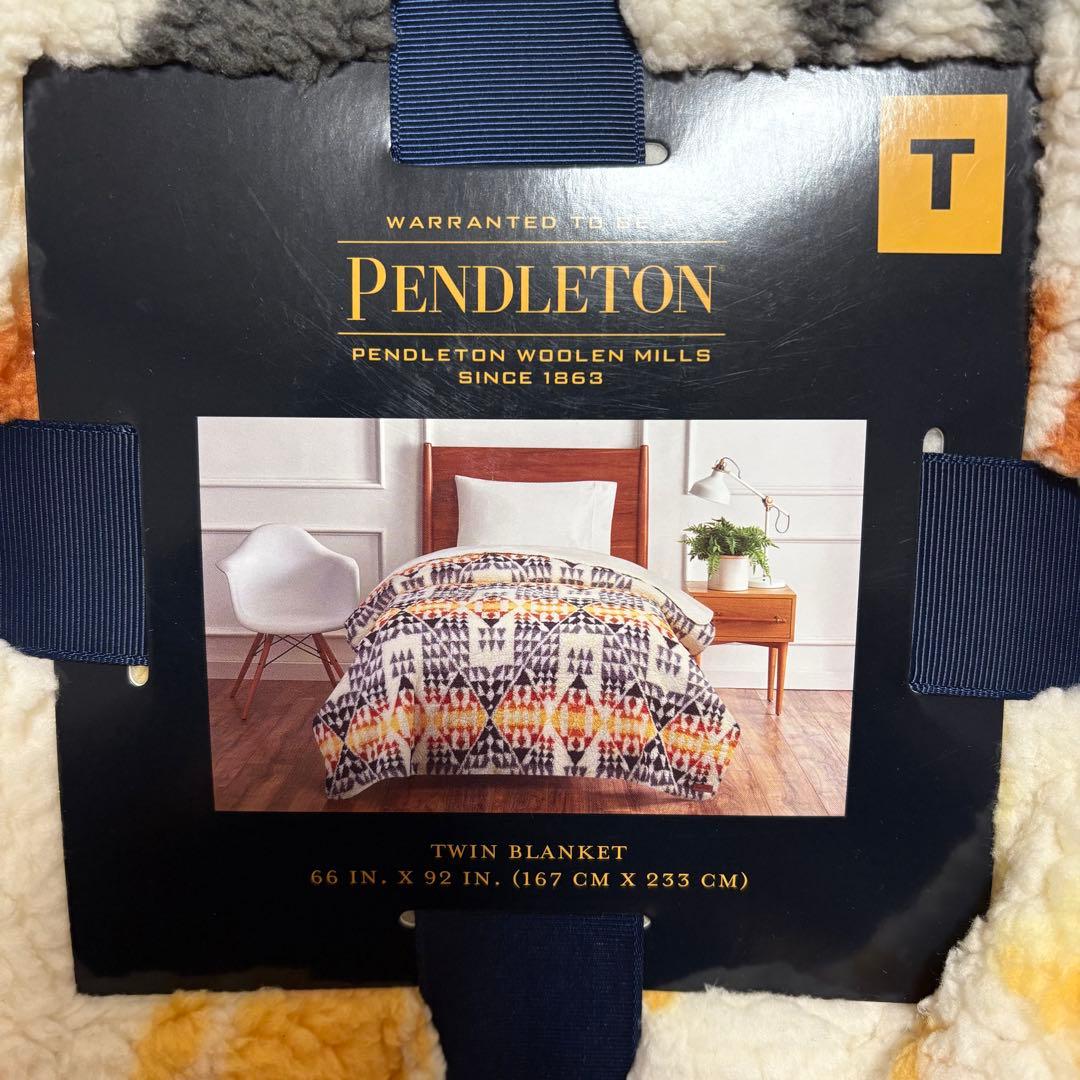 T
WARRANTED TO BE A
PENDLETON
PENDLETON WOOLEN MILLS
SINCE 1863
TWIN BLANKET
66 IN. X 92 IN. (167 CM X 233 CM)